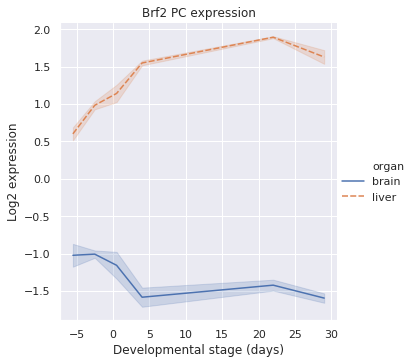 Brf2 PC expression
2.0
1.5
1.0
0.5
0.0
−0.5
−1.0
−1.5
Log2 expression
−5
0
5
10
15
20
25
30
Developmental stage (days)
organ
brain
liver